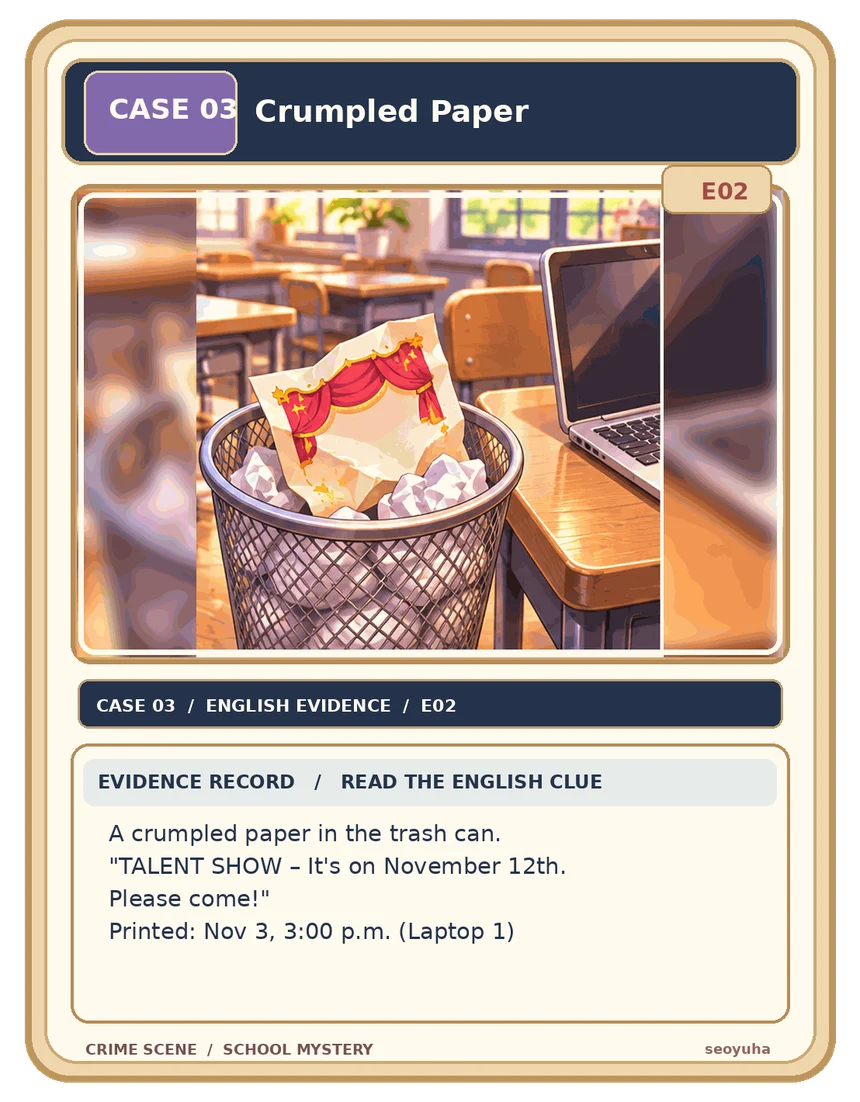 CASE 03 Crumpled Paper
E02
CASE 03 / ENGLISH EVIDENCE / E02
EVIDENCE RECORD / READ THE ENGLISH CLUE
A crumpled paper in the trash can.
"TALENT SHOW – It's on November 12th.
Please come!"
Printed: Nov 3, 3:00 p.m. (Laptop 1)
CRIME SCENE / SCHOOL MYSTERY
seoyuha